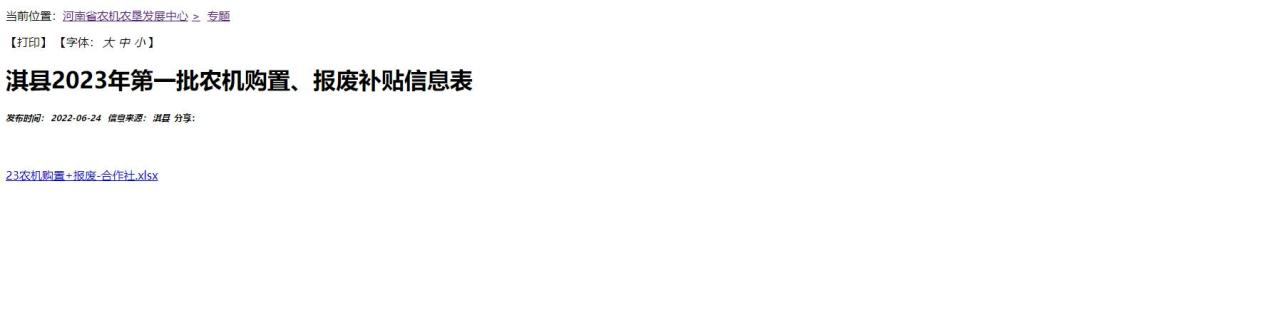 当前位置：河南省农机农垦发展中心 > 专题
【打印】【字体： 大 中 小 】
淇县2023年第一批农机购置、报废补贴信息表
发布时间： 2022-06-24 信息来源： 淇县 分享：
23农机购置+报废-合作社.xlsx